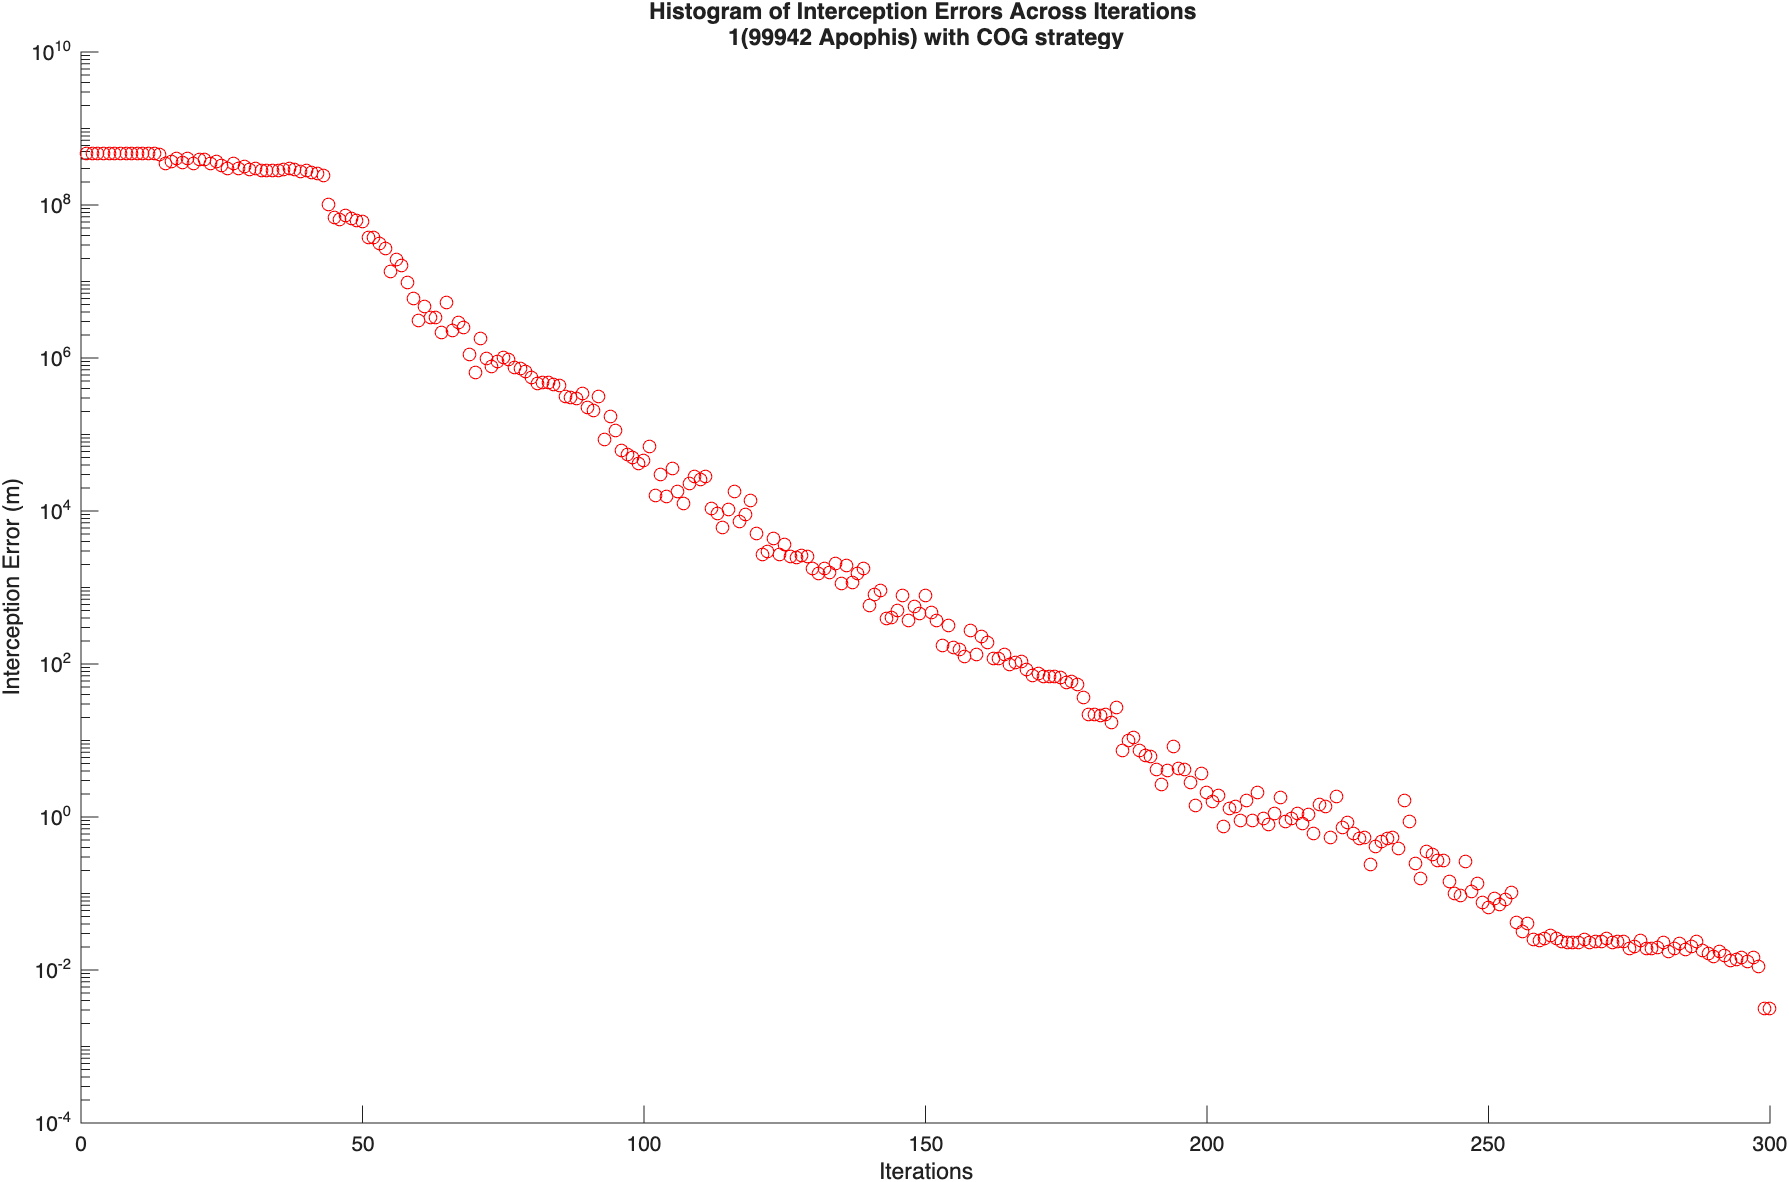 Histogram of Interception Errors Across Iterations
1(99942 Apophis) with COG strategy
Interception Error (m)
10^10
10^8
10^6
10^4
10^2
10^0
10^-2
10^-4
0 50 100 150 200 250 300
Iterations